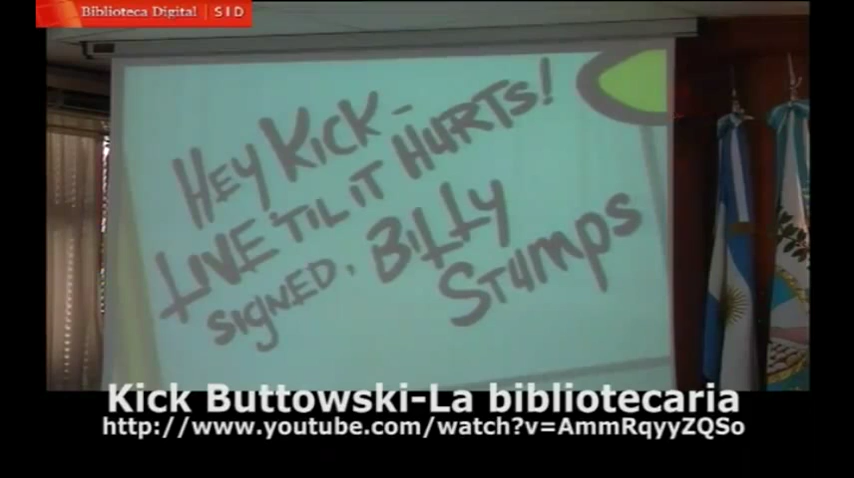 Biblioteca Digital | SID
HEY KICK -
LIVE 'TIL IT HURTS!
SIGNED, BILLY
STUMPS
Kick Buttowski-La bibliotecaria
http://www.youtube.com/watch?v=AmmRqyyZQSo